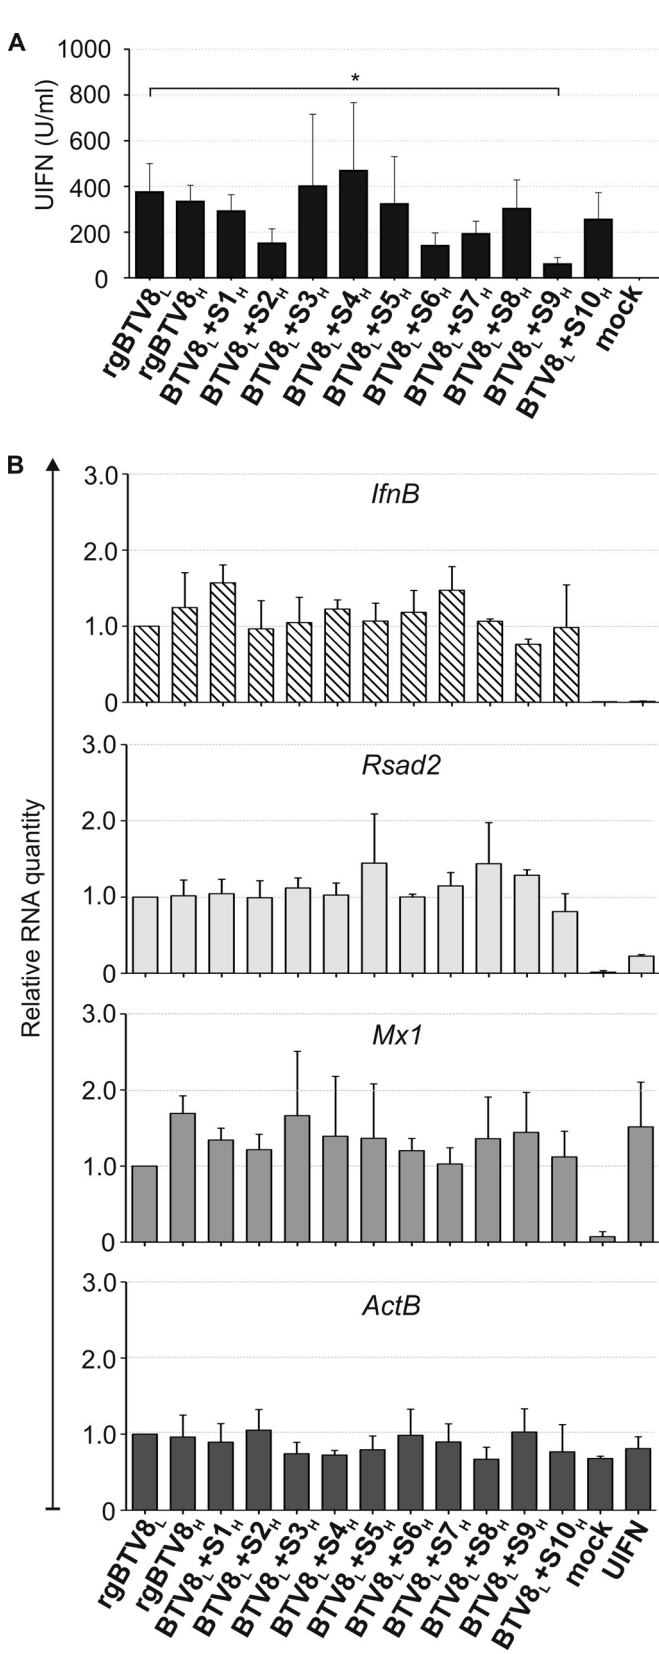 A
UIFN (U/ml)
1000
800
600
400
200
0
*
rgBTV8L
rgBTV8H
BTV8L +S1H
BTV8L +S2H
BTV8L +S3H
BTV8L +S4H
BTV8L +S5H
BTV8L +S6H
BTV8L +S7H
BTV8L +S8H
BTV8L +S9H
BTV8L +S10H
mock
B
Relative RNA quantity
IfnB
3.0
2.0
1.0
0
Rsad2
3.0
2.0
1.0
0
Mx1
3.0
2.0
1.0
0
ActB
3.0
2.0
1.0
0
rgBTV8L
rgBTV8H
BTV8L +S1H
BTV8L +S2H
BTV8L +S3H
BTV8L +S4H
BTV8L +S5H
BTV8L +S6H
BTV8L +S7H
BTV8L +S8H
BTV8L +S9H
BTV8L +S10H
mock
UIFN